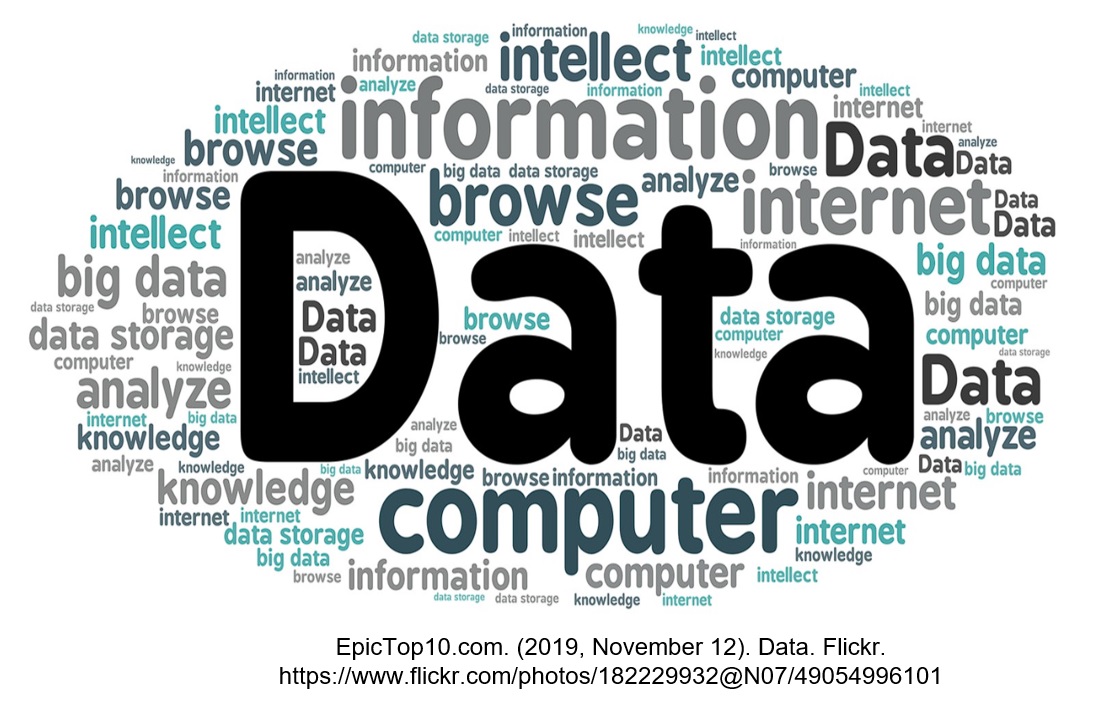 data storage information knowledge intellect
information intellect intellect
information computer
internet analyze data storage information intellect
intellect information internet
browse Data internet
knowledge analyze
information computer big data data storage browse Data
browse browse analyze internet Data
intellect computer intellect intellect information Data
Data
big data analyze big data
analyze computer
data storage browse Data browse data storage big data
data storage browse computer computer
computer Data knowledge data storage
knowledge intellect Data
analyze
internet big data analyze Data analyze browse
knowledge big data big data analyze
analyze knowledge big data knowledge browse information information computer Data big data
knowledge computer internet
internet internet
data storage internet
big data knowledge
browse information computer intellect
data storage data storage knowledge internet
EpicTop10.com. (2019, November 12). Data. Flickr.
https://www.flickr.com/photos/182229932@N07/49054996101